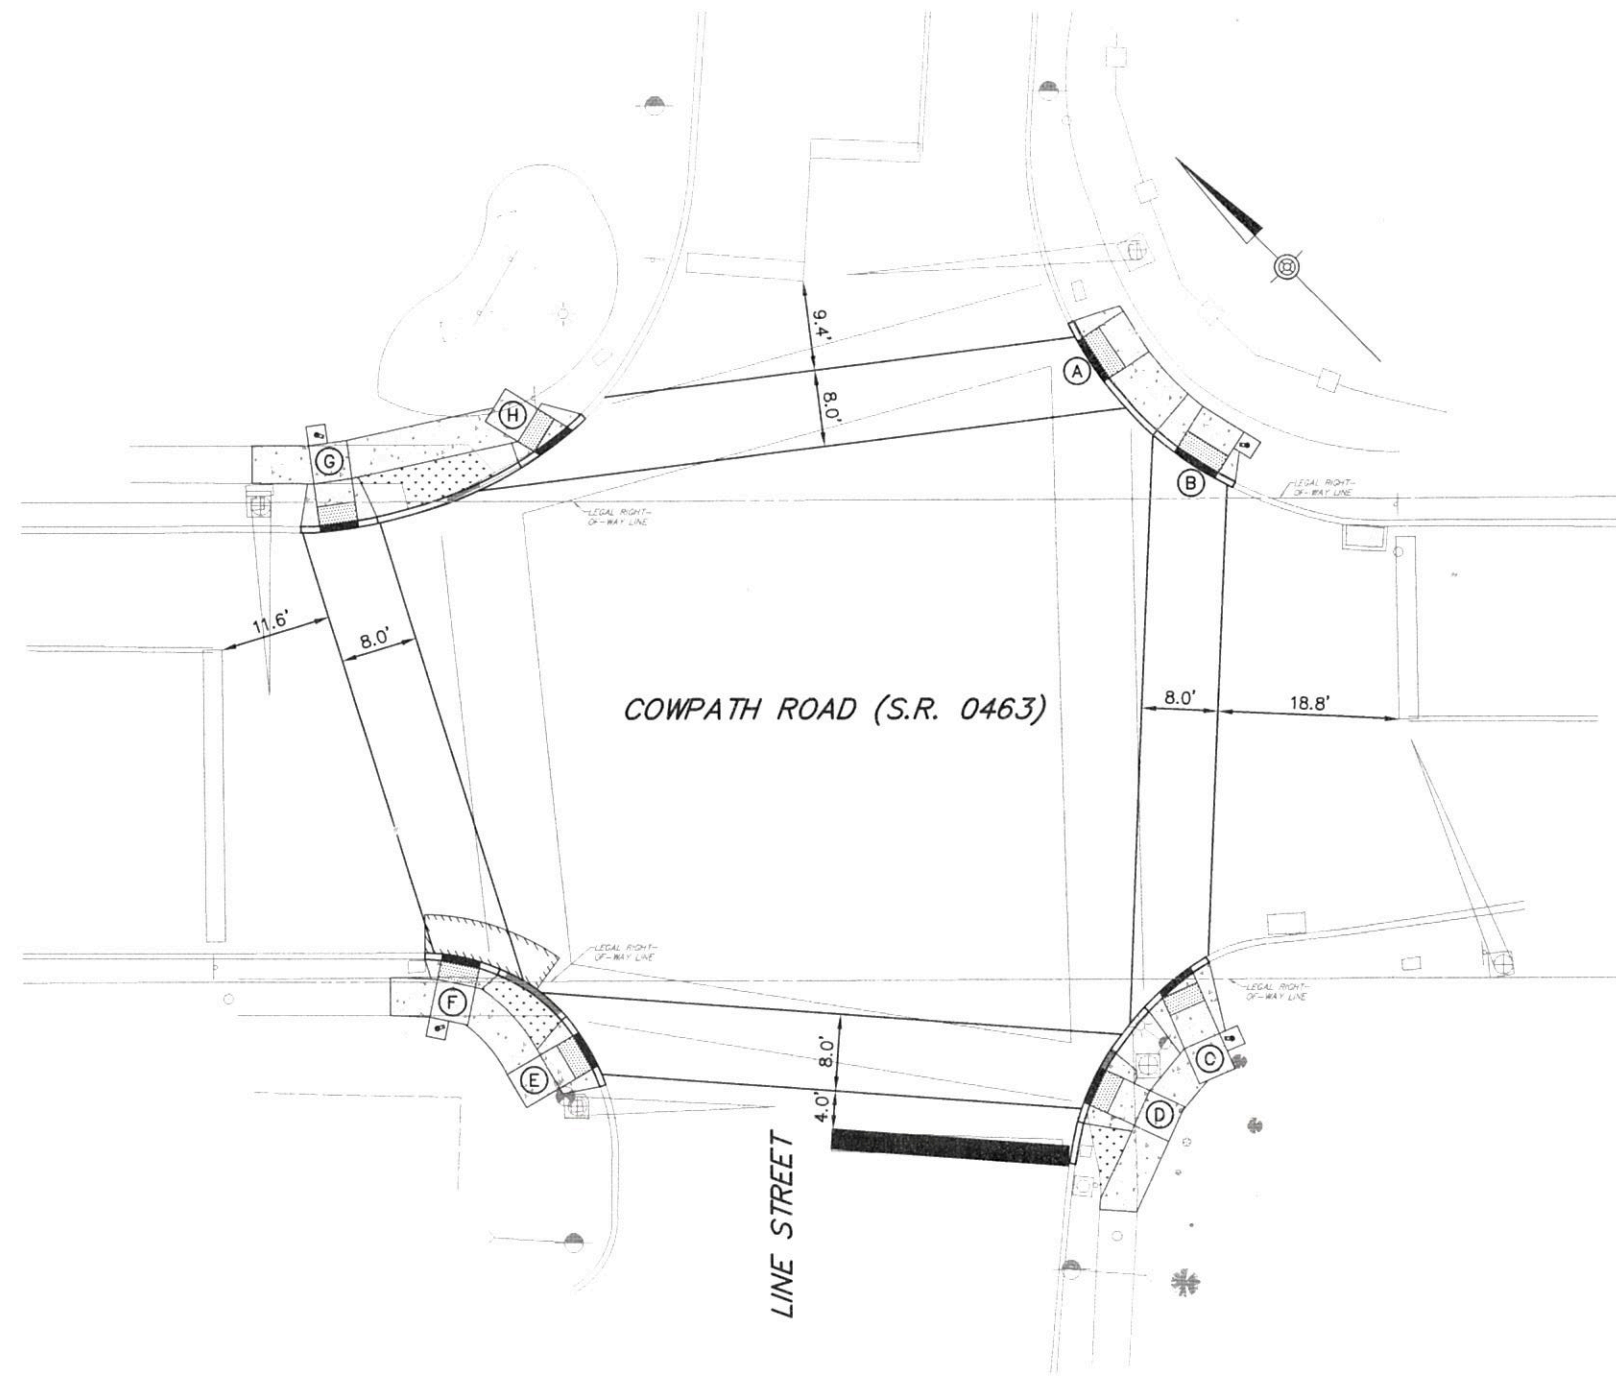 9.4'
8.0'
A
B
H
G
LEGAL RIGHT-
OF-WAY LINE
LEGAL RIGHT-
OF-WAY LINE
11.6'
8.0'
COWPATH ROAD (S.R. 0463)
8.0'
18.8'
LEGAL RIGHT-
OF-WAY LINE
LEGAL RIGHT-
OF-WAY LINE
F
E
8.0'
4.0'
C
D
LINE STREET